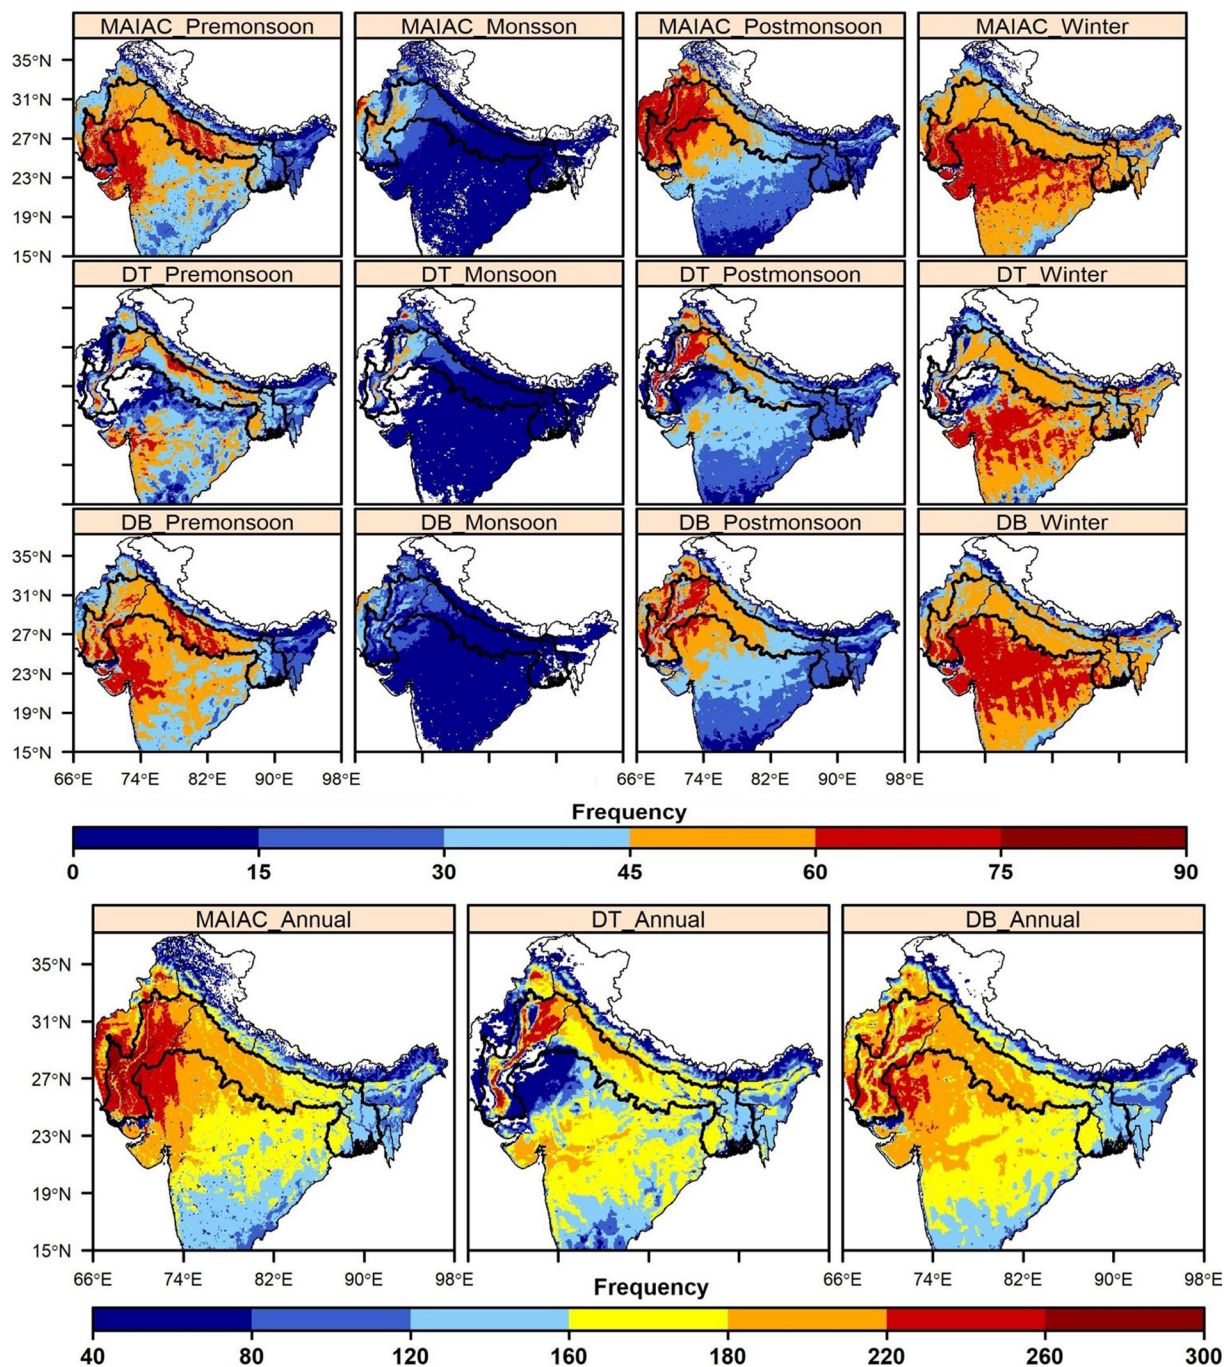 MAIAC_Premonsoon MAIAC_Monsson MAIAC_Postmonsoon MAIAC_Winter
35°N
31°N
27°N
23°N
19°N
15°N
DT_Premonsoon DT_Monsoon DT_Postmonsoon DT_Winter
DB_Premonsoon DB_Monsoon DB_Postmonsoon DB_Winter
35°N
31°N
27°N
23°N
19°N
15°N
66°E 74°E 82°E 90°E 98°E 66°E 74°E 82°E 90°E 98°E
Frequency
0 15 30 45 60 75 90
MAIAC_Annual DT_Annual DB_Annual
35°N
31°N
27°N
23°N
19°N
15°N
66°E 74°E 82°E 90°E 98°E 66°E 74°E 82°E 90°E 98°E
Frequency
40 80 120 160 180 220 260 300